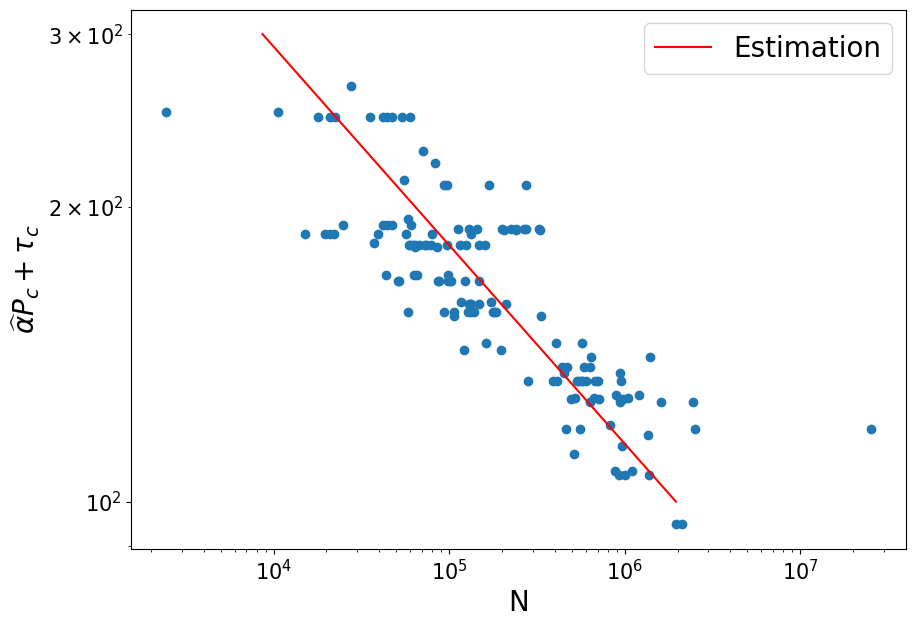 3 × 10²
2 × 10²
10²
α̂P_c + τ_c
Estimation
10⁴
10⁵
10⁶
10⁷
N